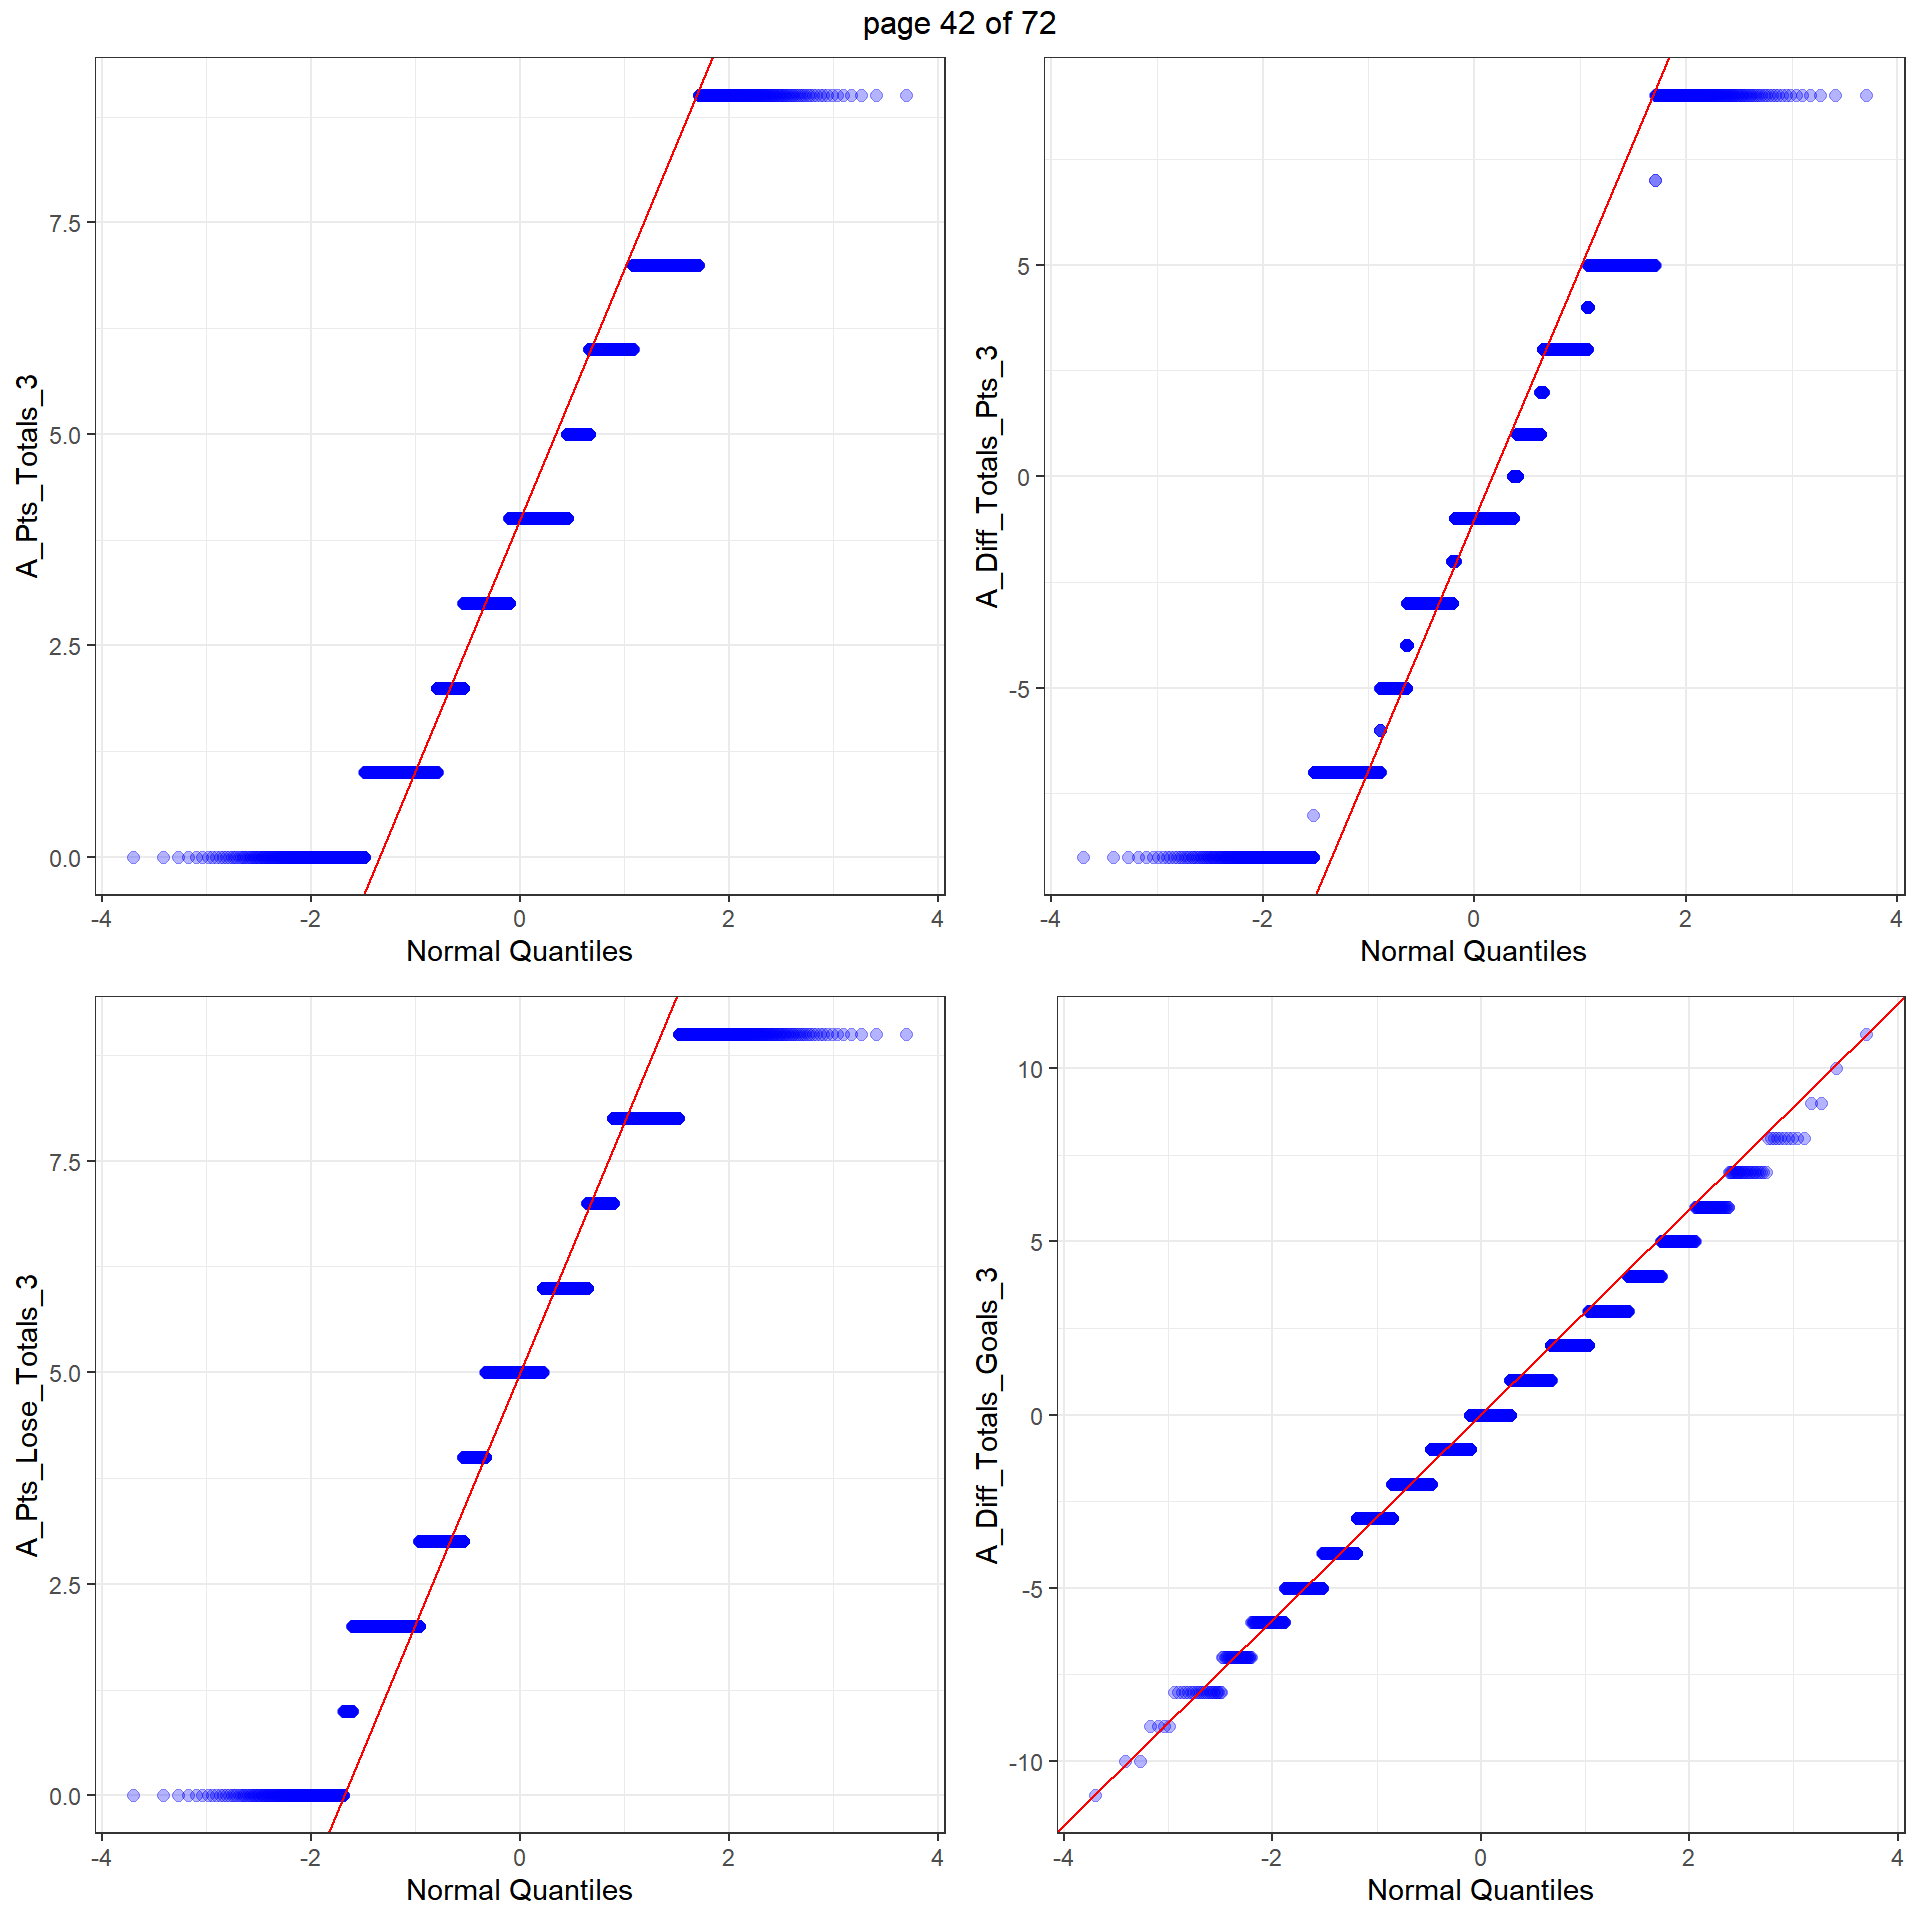 page 42 of 72
A_Pts_Totals_3
7.5
5.0
2.5
0.0
-4 -2 0 2 4
Normal Quantiles
A_Diff_Totals_Pts_3
5
0
-5
-4 -2 0 2 4
Normal Quantiles
A_Pts_Lose_Totals_3
7.5
5.0
2.5
0.0
-4 -2 0 2 4
Normal Quantiles
A_Diff_Totals_Goals_3
10
5
0
-5
-10
-4 -2 0 2 4
Normal Quantiles